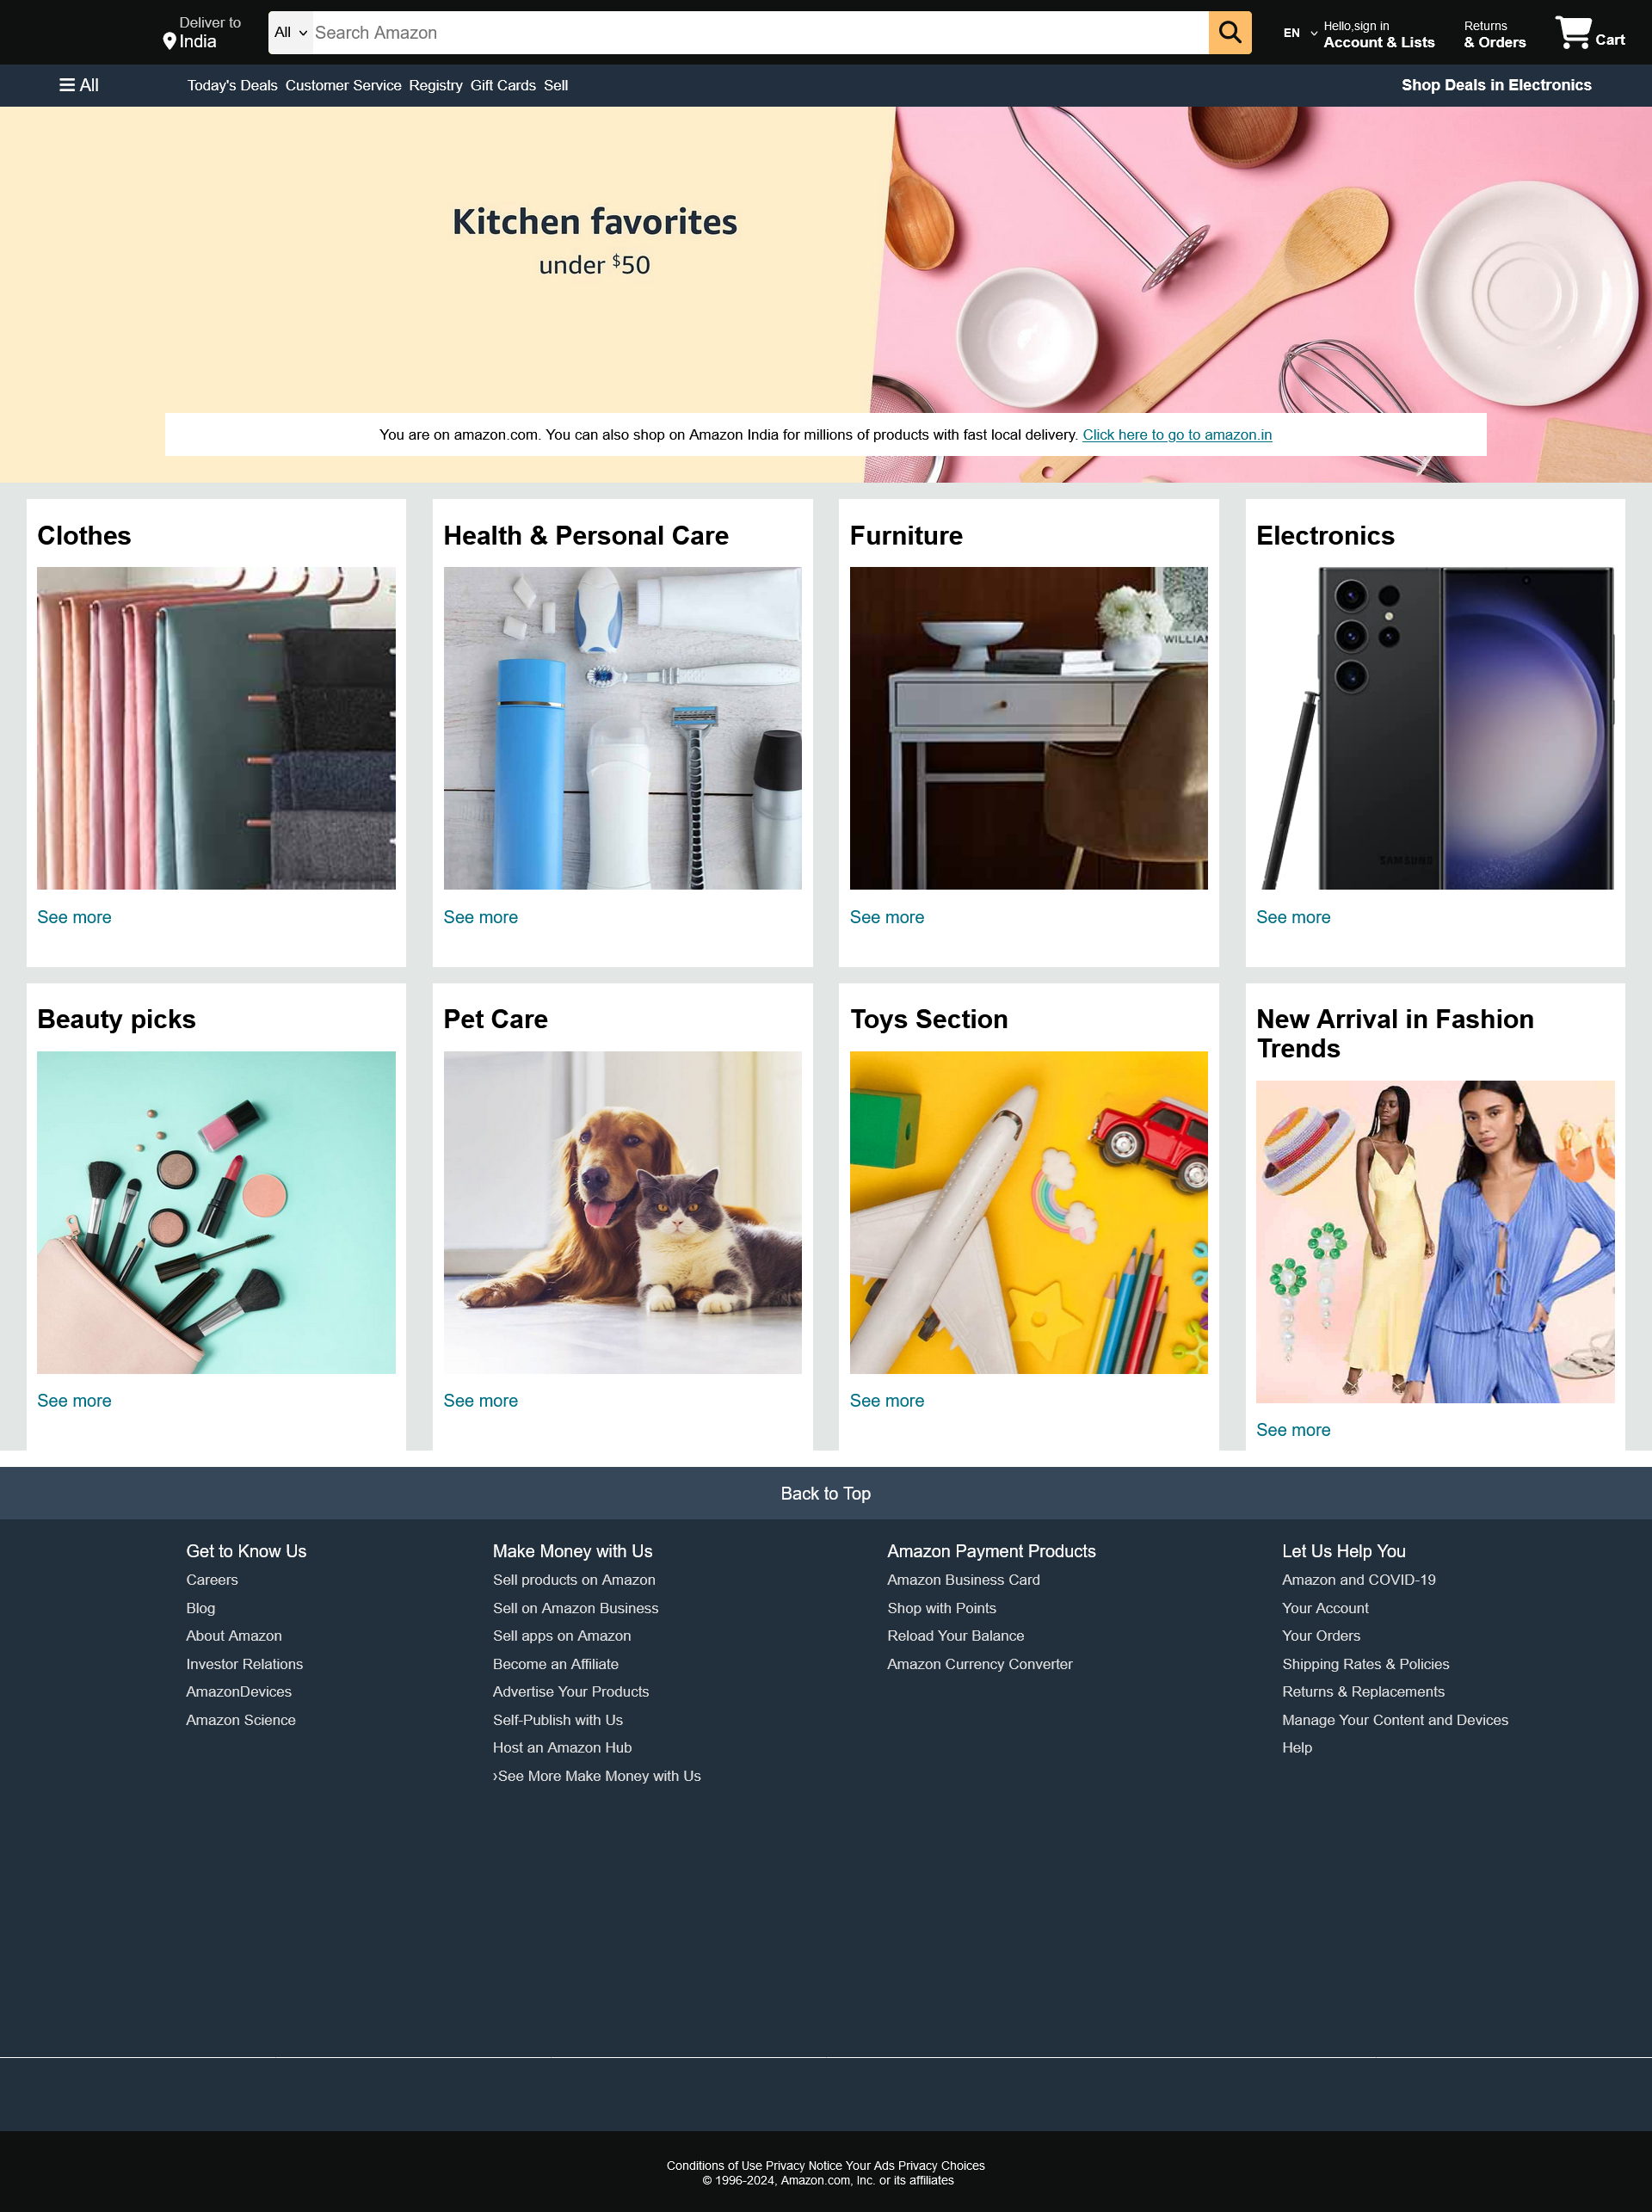 Deliver to
India
All
Search Amazon
EN
Hello,sign in
Account & Lists
Returns
& Orders
Cart
All
Today's Deals Customer Service Registry Gift Cards Sell
Shop Deals in Electronics
Kitchen favorites
under $50
You are on amazon.com. You can also shop on Amazon India for millions of products with fast local delivery. Click here to go to amazon.in
Clothes
See more
Health & Personal Care
See more
Furniture
WILLIAM
See more
Electronics
SAMSUNG
See more
Beauty picks
See more
Pet Care
See more
Toys Section
See more
New Arrival in Fashion
Trends
See more
Back to Top
Get to Know Us
Careers
Blog
About Amazon
Investor Relations
AmazonDevices
Amazon Science
Make Money with Us
Sell products on Amazon
Sell on Amazon Business
Sell apps on Amazon
Become an Affiliate
Advertise Your Products
Self-Publish with Us
Host an Amazon Hub
›See More Make Money with Us
Amazon Payment Products
Amazon Business Card
Shop with Points
Reload Your Balance
Amazon Currency Converter
Let Us Help You
Amazon and COVID-19
Your Account
Your Orders
Shipping Rates & Policies
Returns & Replacements
Manage Your Content and Devices
Help
Conditions of Use Privacy Notice Your Ads Privacy Choices
© 1996-2024, Amazon.com, Inc. or its affiliates